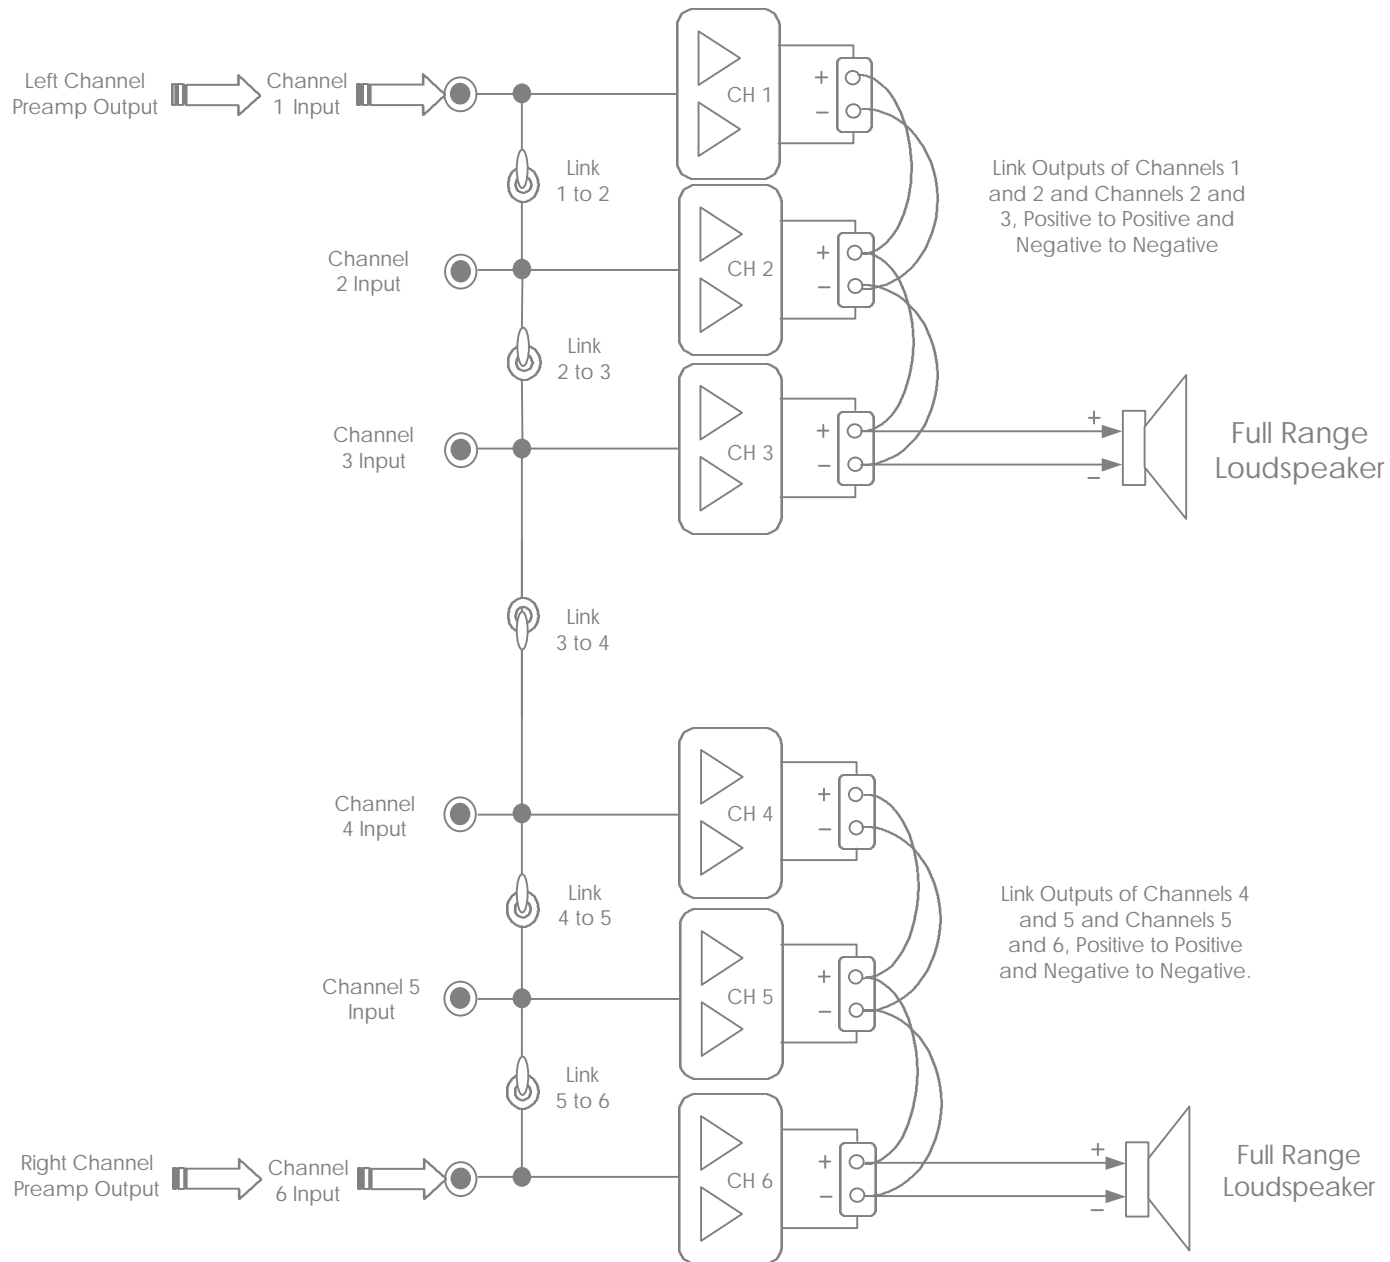 Left Channel
Preamp Output
Channel
1 Input
CH 1
+
−
Link
1 to 2
Link Outputs of Channels 1
and 2 and Channels 2 and
3, Positive to Positive and
Negative to Negative
Channel
2 Input
CH 2
+
−
Link
2 to 3
Channel
3 Input
CH 3
+
−
+
−
Full Range
Loudspeaker
Link
3 to 4
Channel
4 Input
CH 4
+
−
Link
4 to 5
Link Outputs of Channels 4
and 5 and Channels 5
and 6, Positive to Positive
and Negative to Negative.
Channel 5
Input
CH 5
+
−
Link
5 to 6
Right Channel
Preamp Output
Channel
6 Input
CH 6
+
−
+
−
Full Range
Loudspeaker